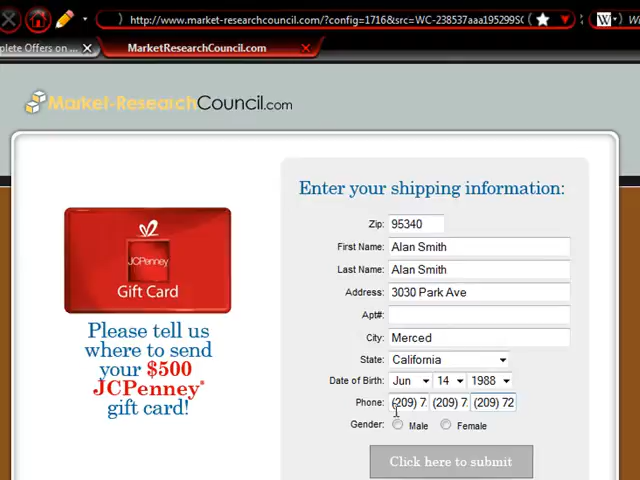 http://www.market-researchcouncil.com/?config=1716&src=WC-238537aaa195299S
W
Wi
plete Offers on ...
MarketResearchCouncil.com
Market-ResearchCouncil.com
Enter your shipping information:
Zip: 95340
First Name: Alan Smith
Last Name: Alan Smith
Address: 3030 Park Ave
Apt#:
City: Merced
State: California
Date of Birth: Jun 14 1988
Phone: (209) 7 (209) 7 (209) 72
Gender: Male Female
Click here to submit
JCPenney
Gift Card
Please tell us
where to send
your $500
JCPenney*
gift card!